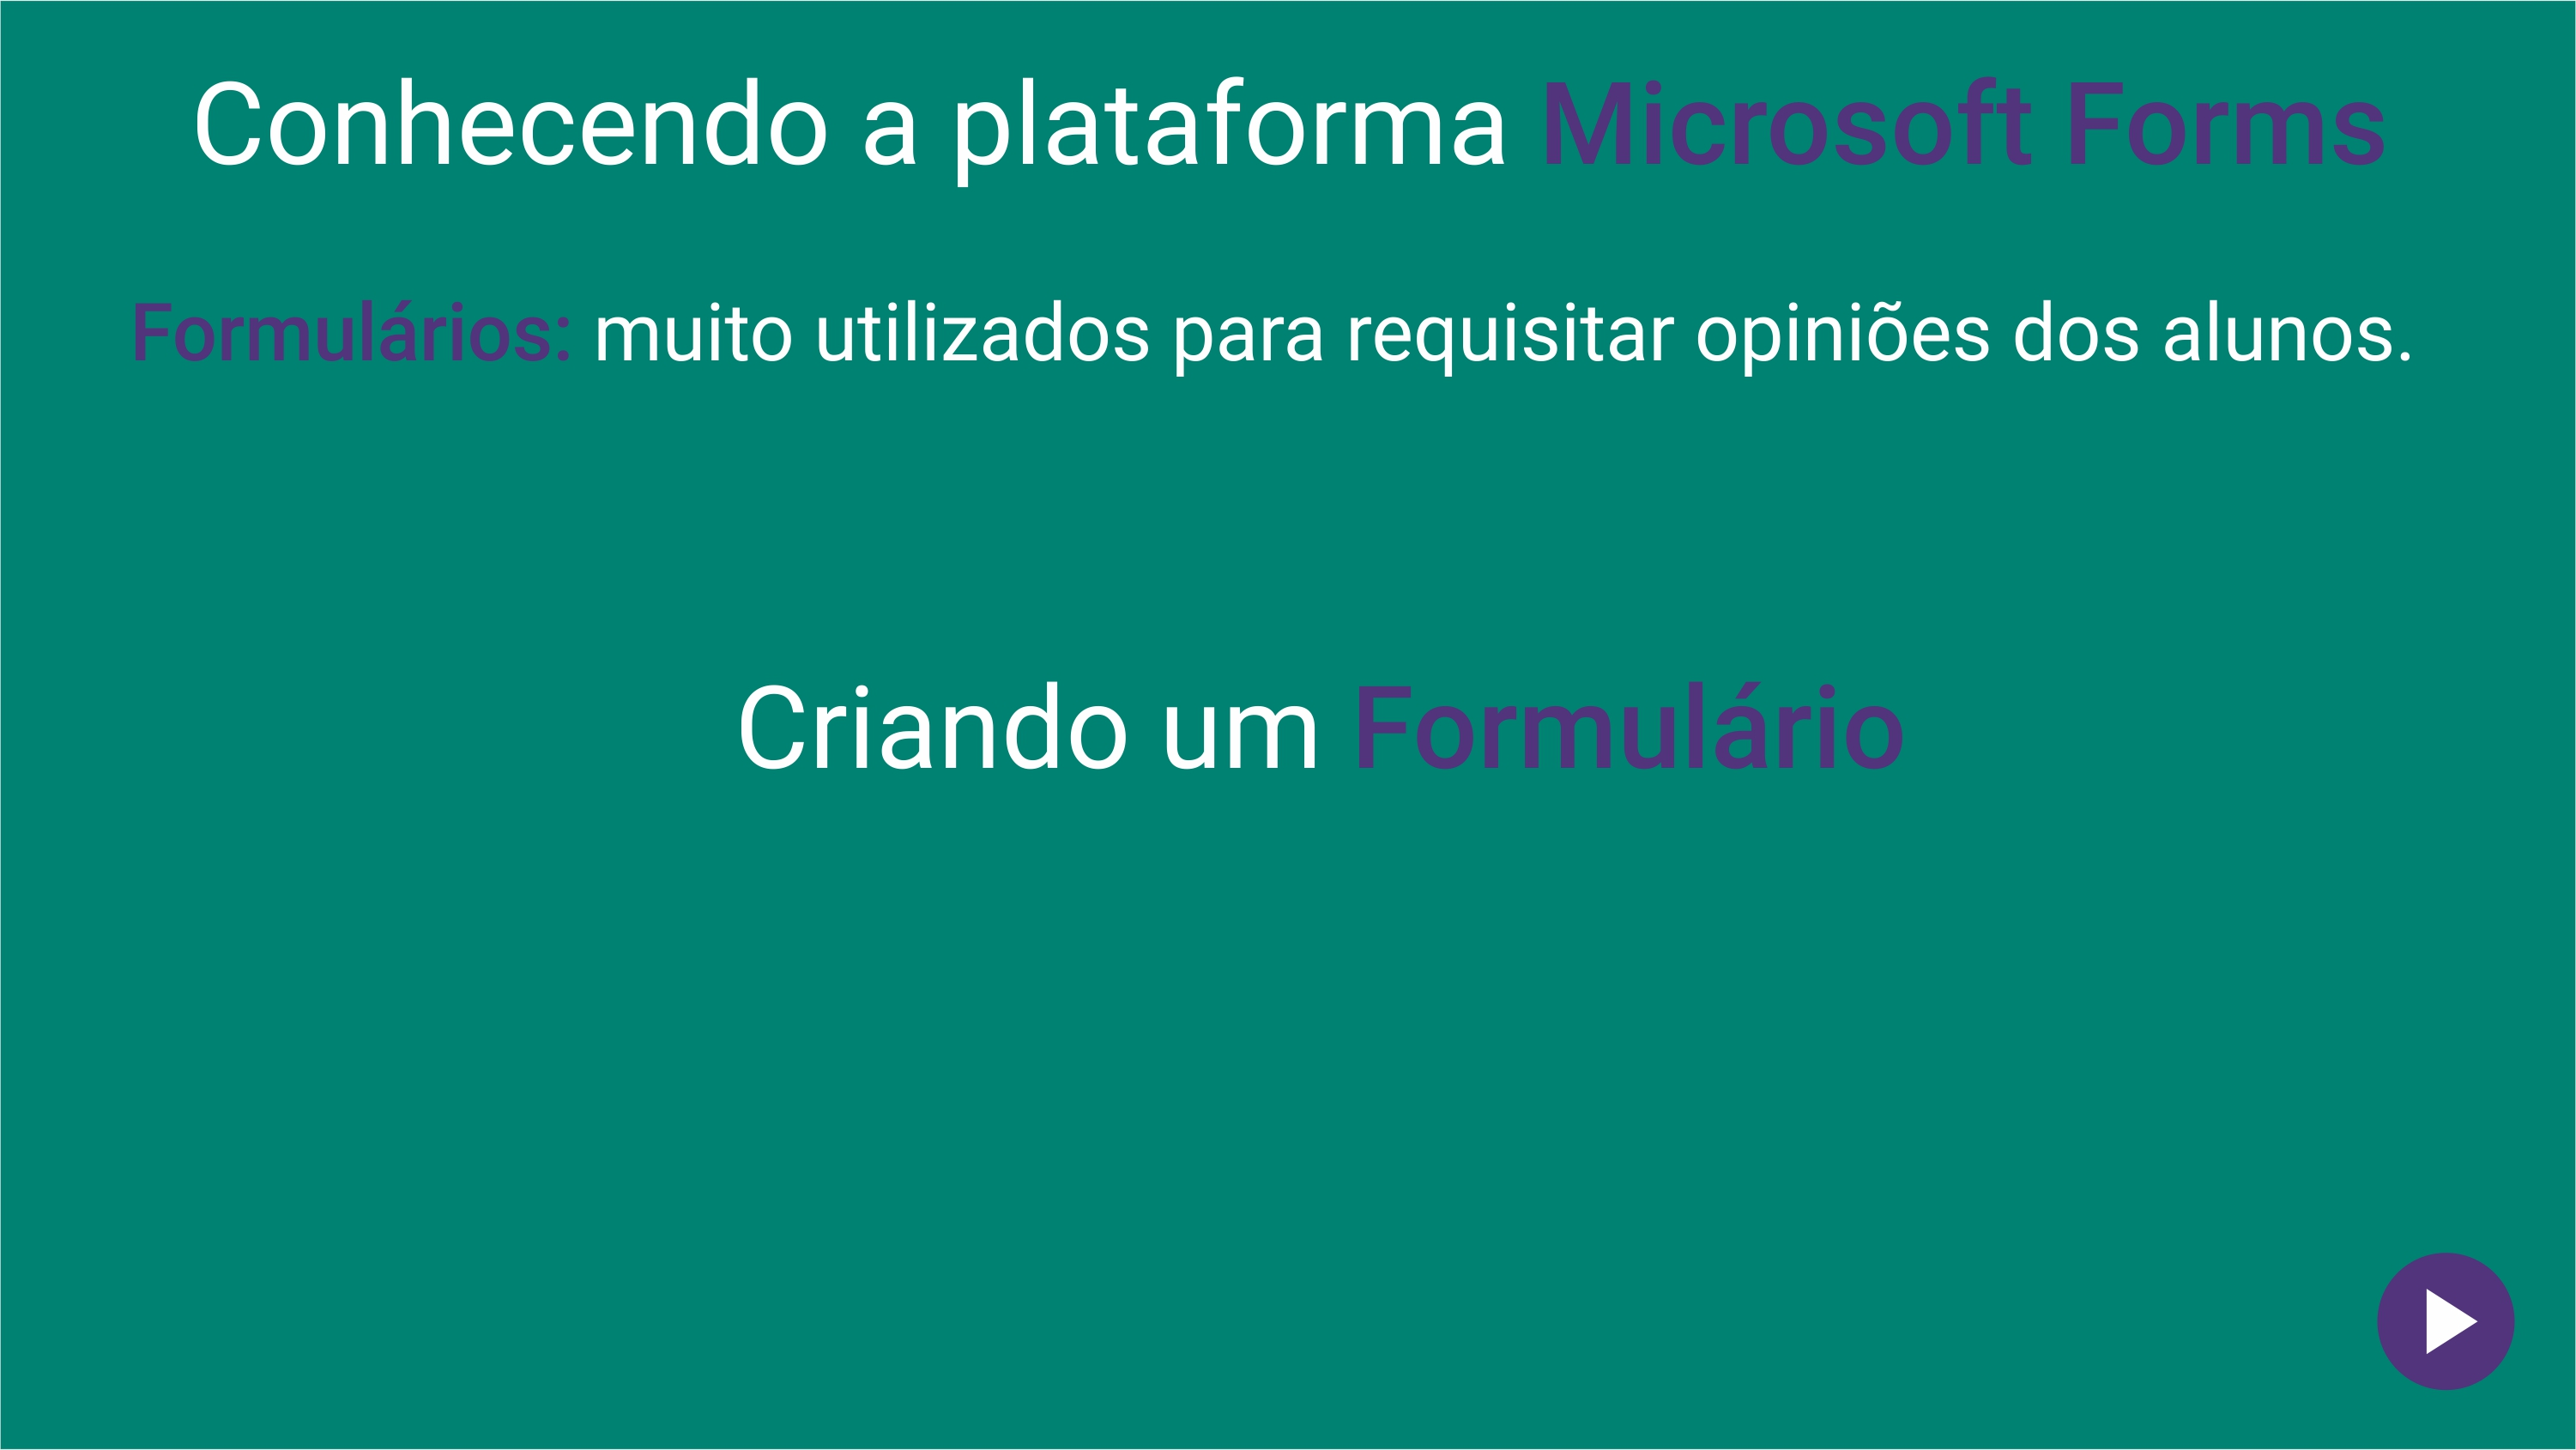 Conhecendo a plataforma Microsoft Forms
Formulários: muito utilizados para requisitar opiniões dos alunos.
Criando um Formulário